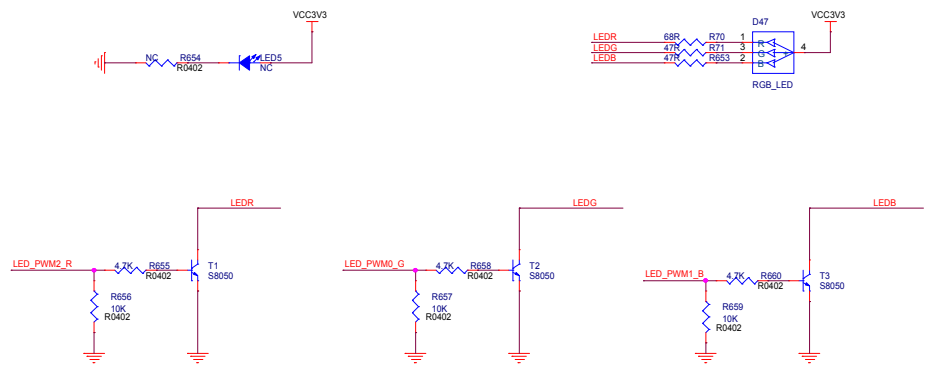 VCC3V3
NC R654
R0402
LED5
NC
D47
VCC3V3
LEDR 68R R70 1 R
LEDG 47R R71 3 G + 4
LEDB 47R R653 2 B
RGB_LED
LEDR
LED_PWM2_R 4.7K R655 T1
R0402 S8050
R656
10K
R0402
LEDG
LED_PWM0_G 4.7K R658 T2
R0402 S8050
R657
10K
R0402
LEDB
LED_PWM1_B 4.7K R660 T3
R0402 S8050
R659
10K
R0402